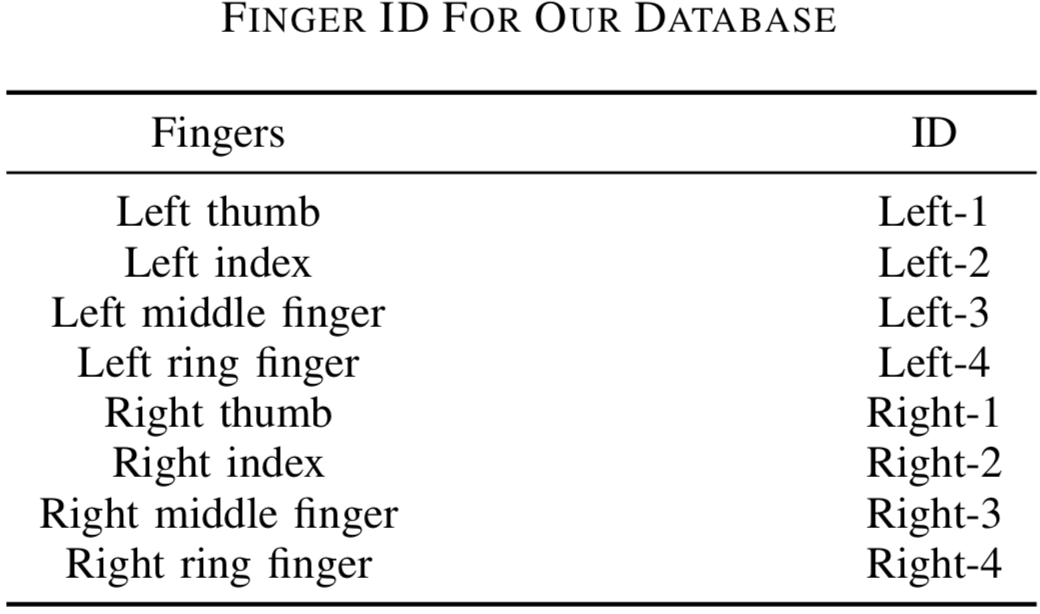 FINGER ID FOR OUR DATABASE
Fingers ID
Left thumb Left-1
Left index Left-2
Left middle finger Left-3
Left ring finger Left-4
Right thumb Right-1
Right index Right-2
Right middle finger Right-3
Right ring finger Right-4